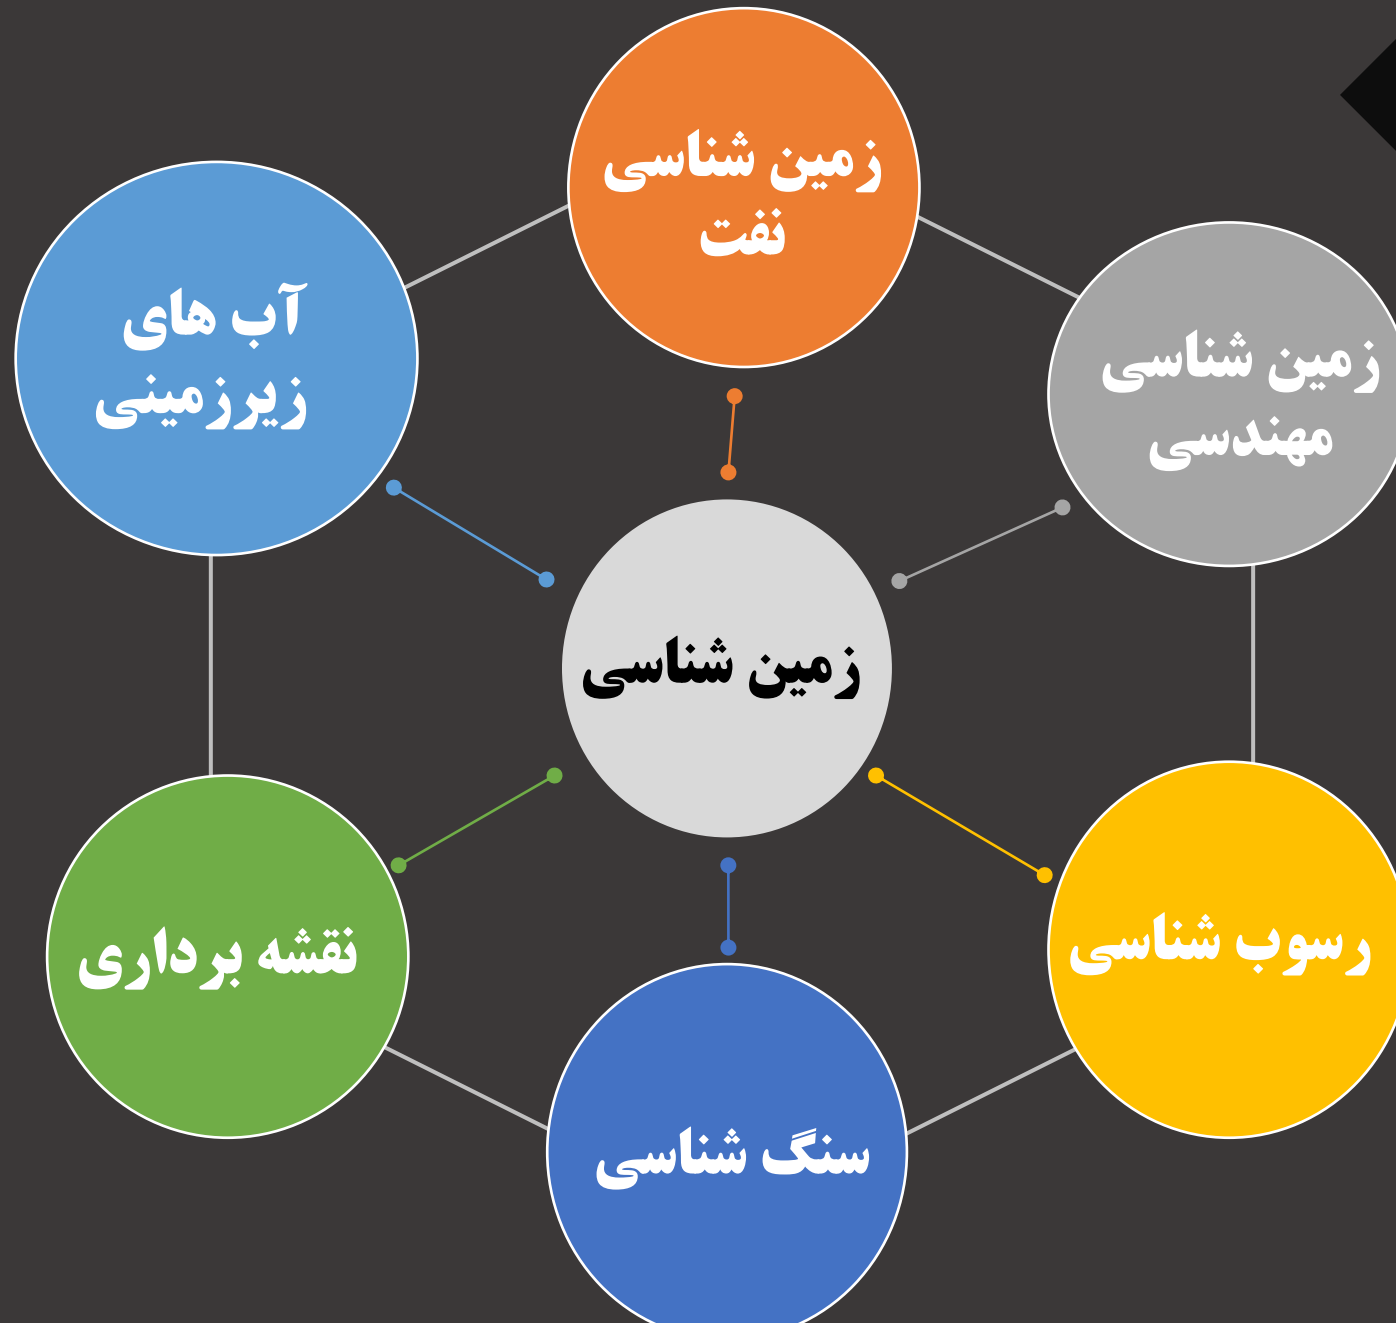 زمین شناسی
نفت
زمین شناسی
مهندسی
آب های
زیرزمینی
زمین شناسی
رسوب شناسی
نقشه برداری
سنگ شناسی